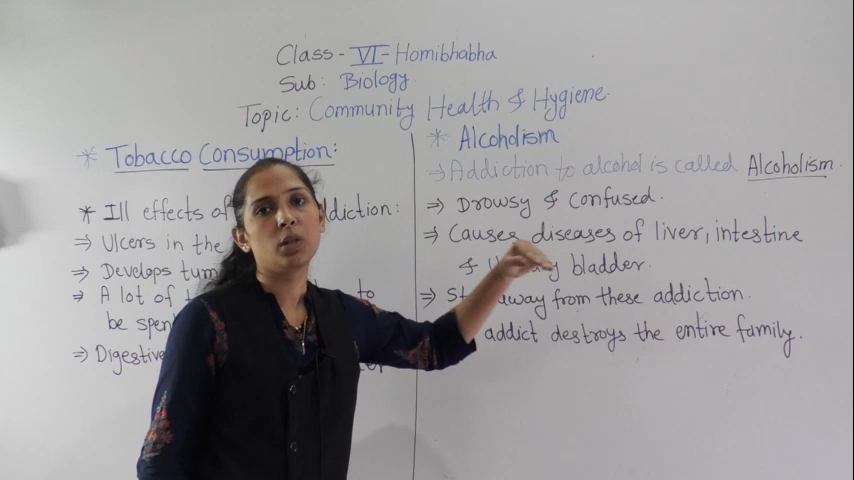 Class - VI - Homibhabha
Sub: Biology.
Topic: Community Health & Hygiene.
* Tobacco Consumption:
* Ill effects of ddiction:
⇒ Ulcers in the
⇒ Develops tum
⇒ A lot of to
be spen
⇒ Digestive
* Alcoholism
⇒ Addiction to alcohol is called Alcoholism.
⇒ Drowsy & Confused.
⇒ Causes diseases of liver, intestine
& bladder.
⇒ away from these addiction.
addict destroys the entire family.